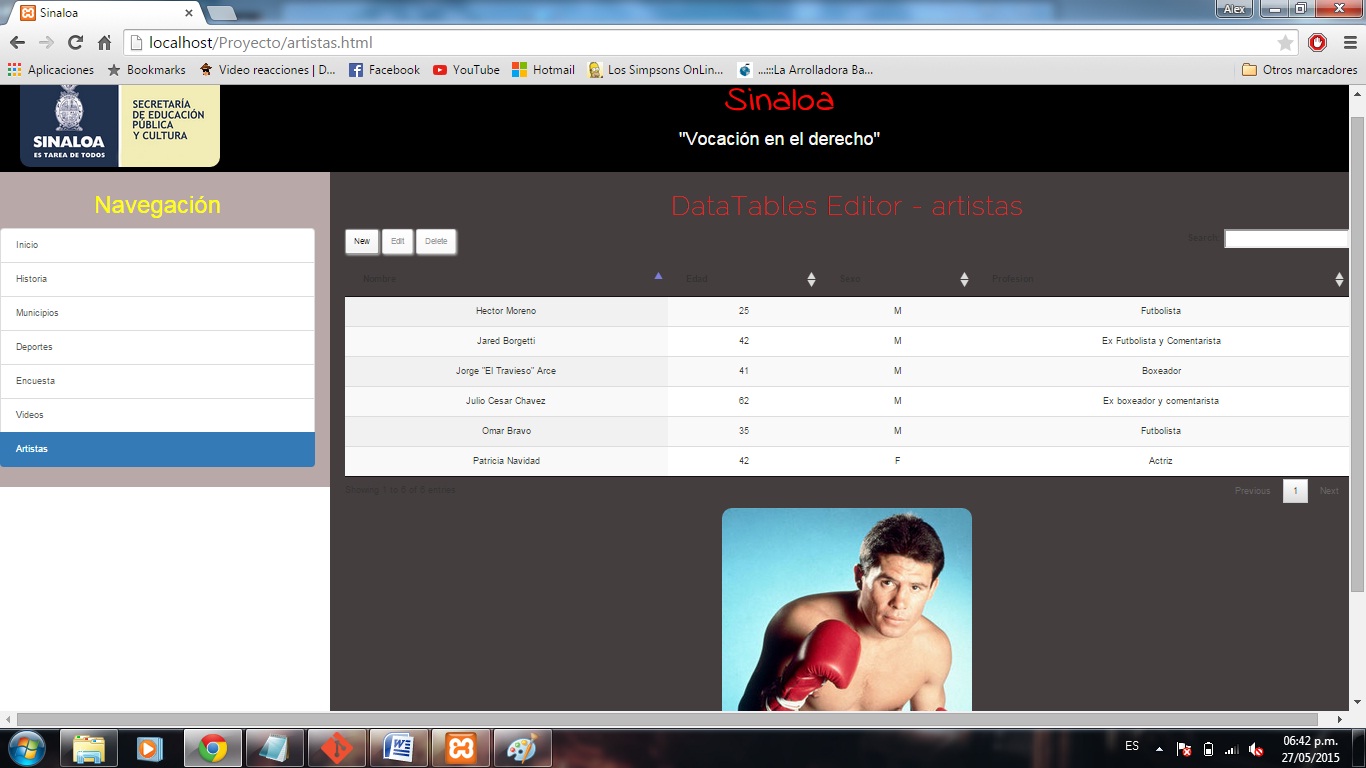 Sinaloa
Alex
localhost/Proyecto/artistas.html
Aplicaciones
Bookmarks
Video reacciones | D...
Facebook
YouTube
Hotmail
Los Simpsons OnLin...
...:::La Arrolladora Ba...
Otros marcadores
SINALOA
ES TAREA DE TODOS
SECRETARÍA
DE EDUCACIÓN
PÚBLICA
Y CULTURA
Sinaloa
"Vocación en el derecho"
Navegación
Inicio
Historia
Municipios
Deportes
Encuesta
Videos
Artistas
DataTables Editor - artistas
New Edit Delete
Search:
Nombre Edad Sexo Profesion
Hector Moreno 25 M Futbolista
Jared Borgetti 42 M Ex Futbolista y Comentarista
Jorge "El Travieso" Arce 41 M Boxeador
Julio Cesar Chavez 62 M Ex boxeador y comentarista
Omar Bravo 35 M Futbolista
Patricia Navidad 42 F Actriz
Showing 1 to 6 of 6 entries
Previous 1 Next
ES
06:42 p.m.
27/05/2015